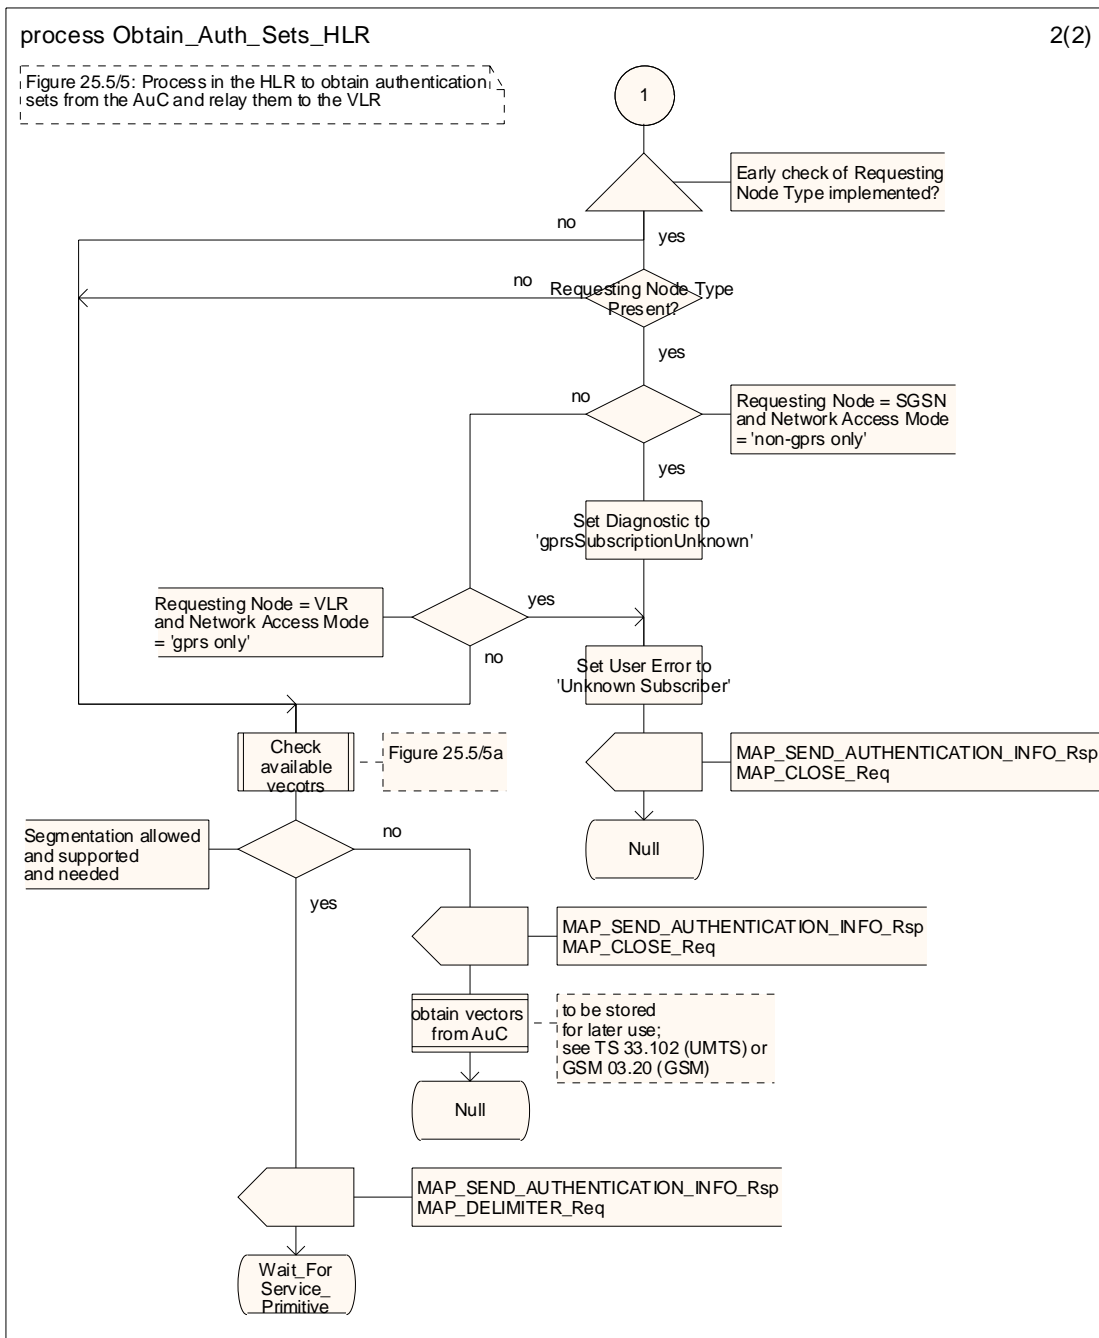 process Obtain_Auth_Sets_HLR
2(2)
Figure 25.5/5: Process in the HLR to obtain authentication
sets from the AuC and relay them to the VLR
1
Early check of Requesting
Node Type implemented?
no
yes
no
Requesting Node Type
Present?
yes
no
Requesting Node = SGSN
and Network Access Mode
= 'non-gprs only'
yes
Set Diagnostic to
'gprsSubscriptionUnknown'
Requesting Node = VLR
and Network Access Mode
= 'gprs only'
yes
no
Set User Error to
'Unknown Subscriber'
Check
available
vecotrs
Figure 25.5/5a
MAP_SEND_AUTHENTICATION_INFO_Rsp
MAP_CLOSE_Req
Segmentation allowed
and supported
and needed
no
Null
yes
MAP_SEND_AUTHENTICATION_INFO_Rsp
MAP_CLOSE_Req
obtain vectors
from AuC
to be stored
for later use;
see TS 33.102 (UMTS) or
GSM 03.20 (GSM)
Null
MAP_SEND_AUTHENTICATION_INFO_Rsp
MAP_DELIMITER_Req
Wait_For
Service_
Primitive